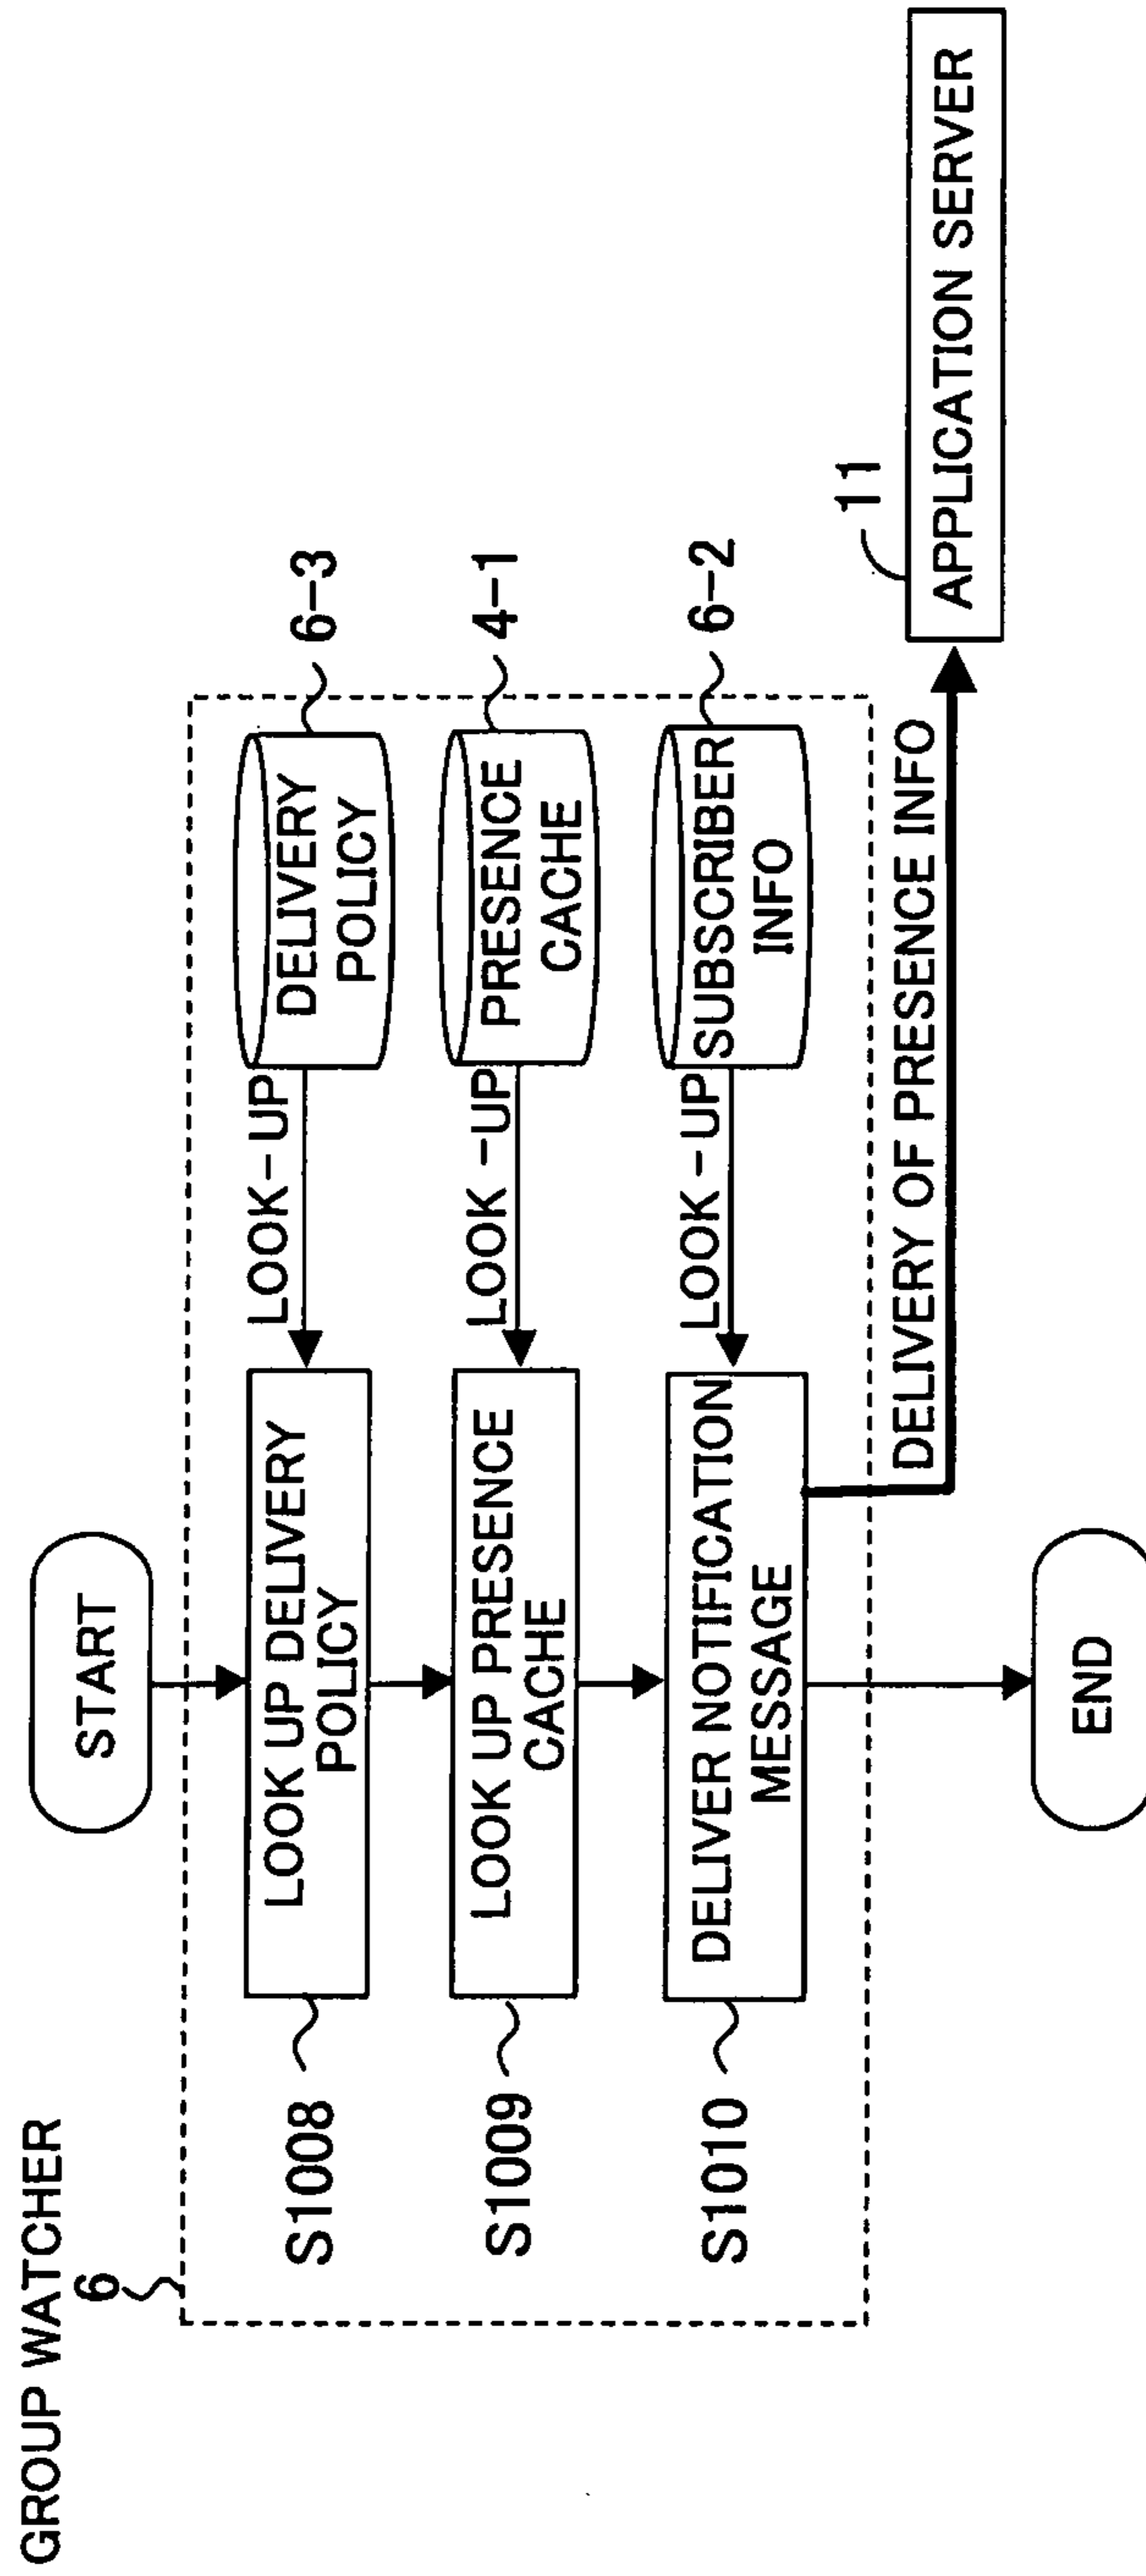 GROUP WATCHER
6
START
S1008
LOOK UP DELIVERY
POLICY
LOOK-UP
DELIVERY
POLICY
6-3
S1009
LOOK UP PRESENCE
CACHE
LOOK-UP
PRESENCE
CACHE
4-1
S1010
DELIVER NOTIFICATION
MESSAGE
LOOK-UP
SUBSCRIBER
INFO
6-2
DELIVERY OF PRESENCE INFO
11
APPLICATION SERVER
END